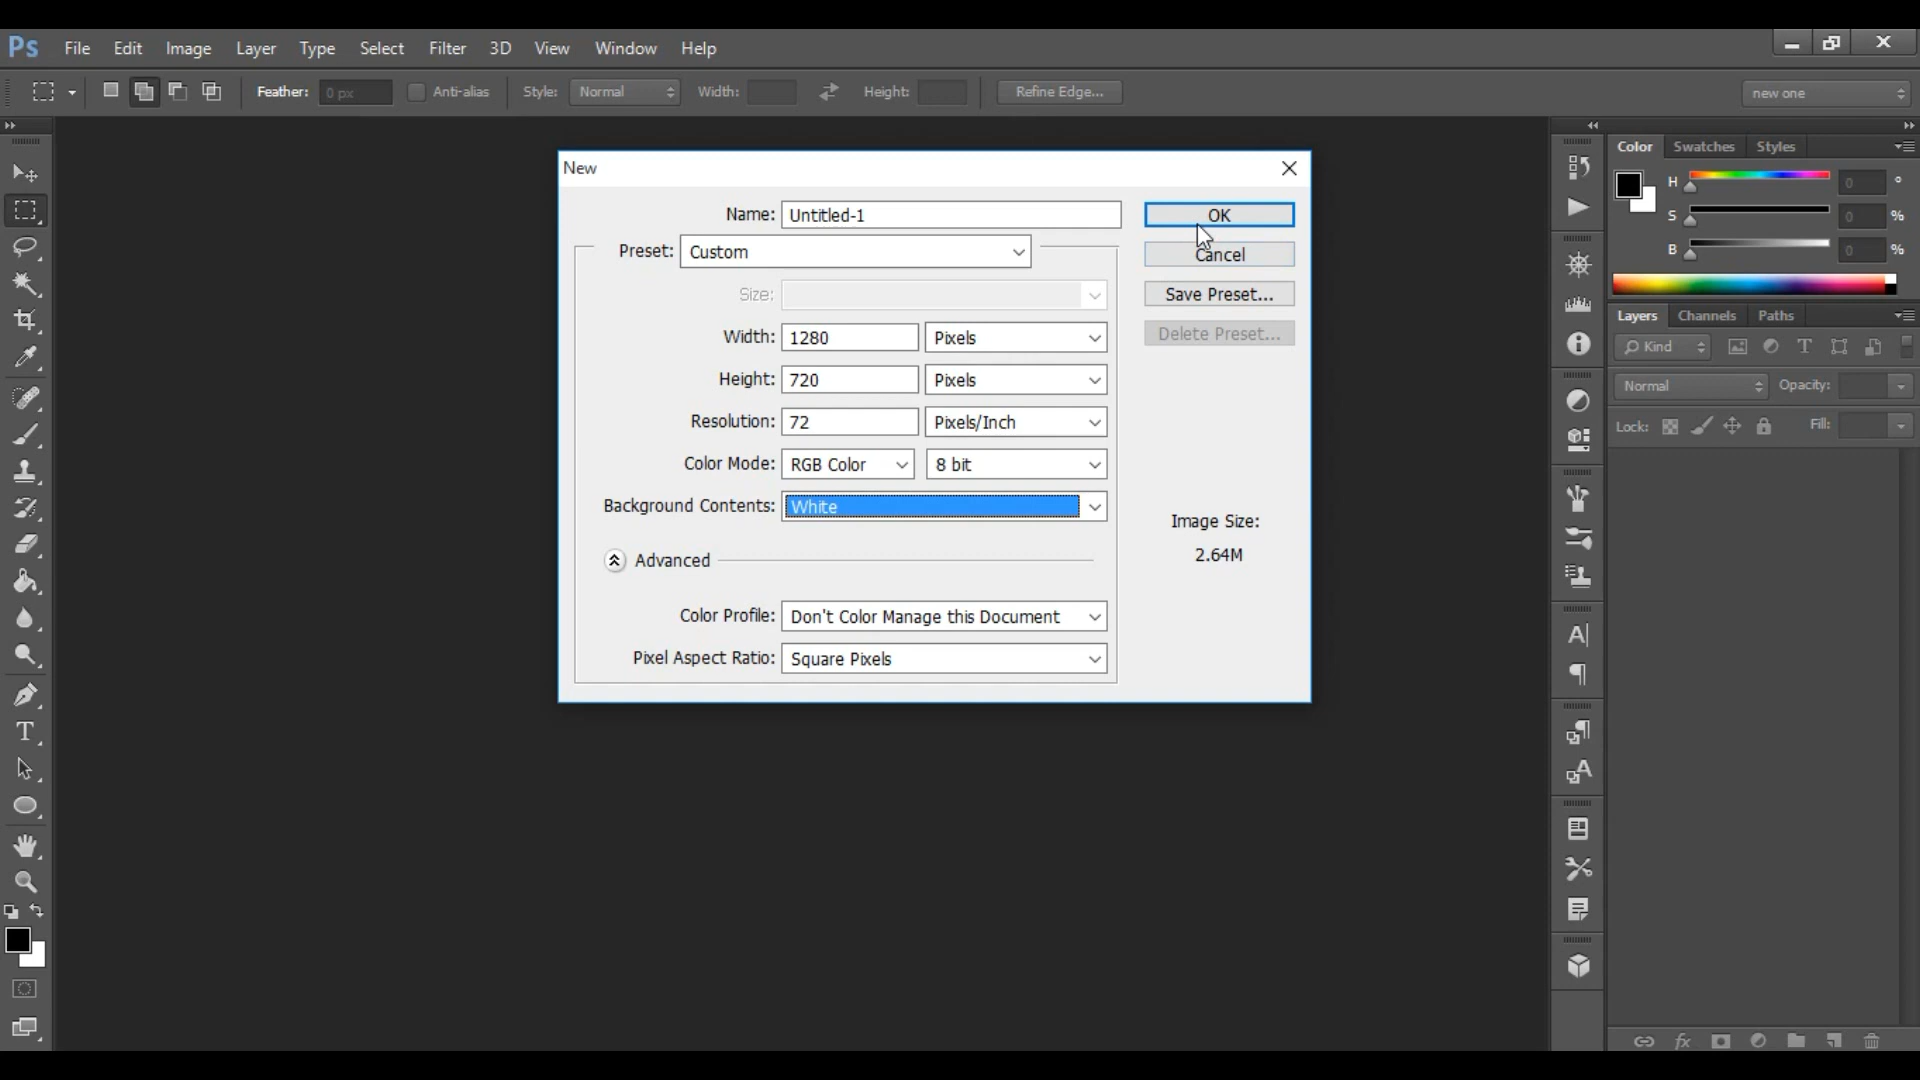 Ps File Edit Image Layer Type Select Filter 3D View Window Help
Feather: 0 px Anti-alias Style: Normal Width: Height: Refine Edge... new one
New
Name: Untitled-1 OK
Preset: Custom Cancel
Size: Save Preset...
Width: 1280 Pixels Delete Preset...
Height: 720 Pixels
Resolution: 72 Pixels/Inch
Color Mode: RGB Color 8 bit
Background Contents: White
Image Size:
2.64M
Advanced
Color Profile: Don't Color Manage this Document
Pixel Aspect Ratio: Square Pixels
Color Swatches Styles
H 0 °
S 0 %
B 0 %
Layers Channels Paths
Kind
Normal Opacity:
Lock: Fill: